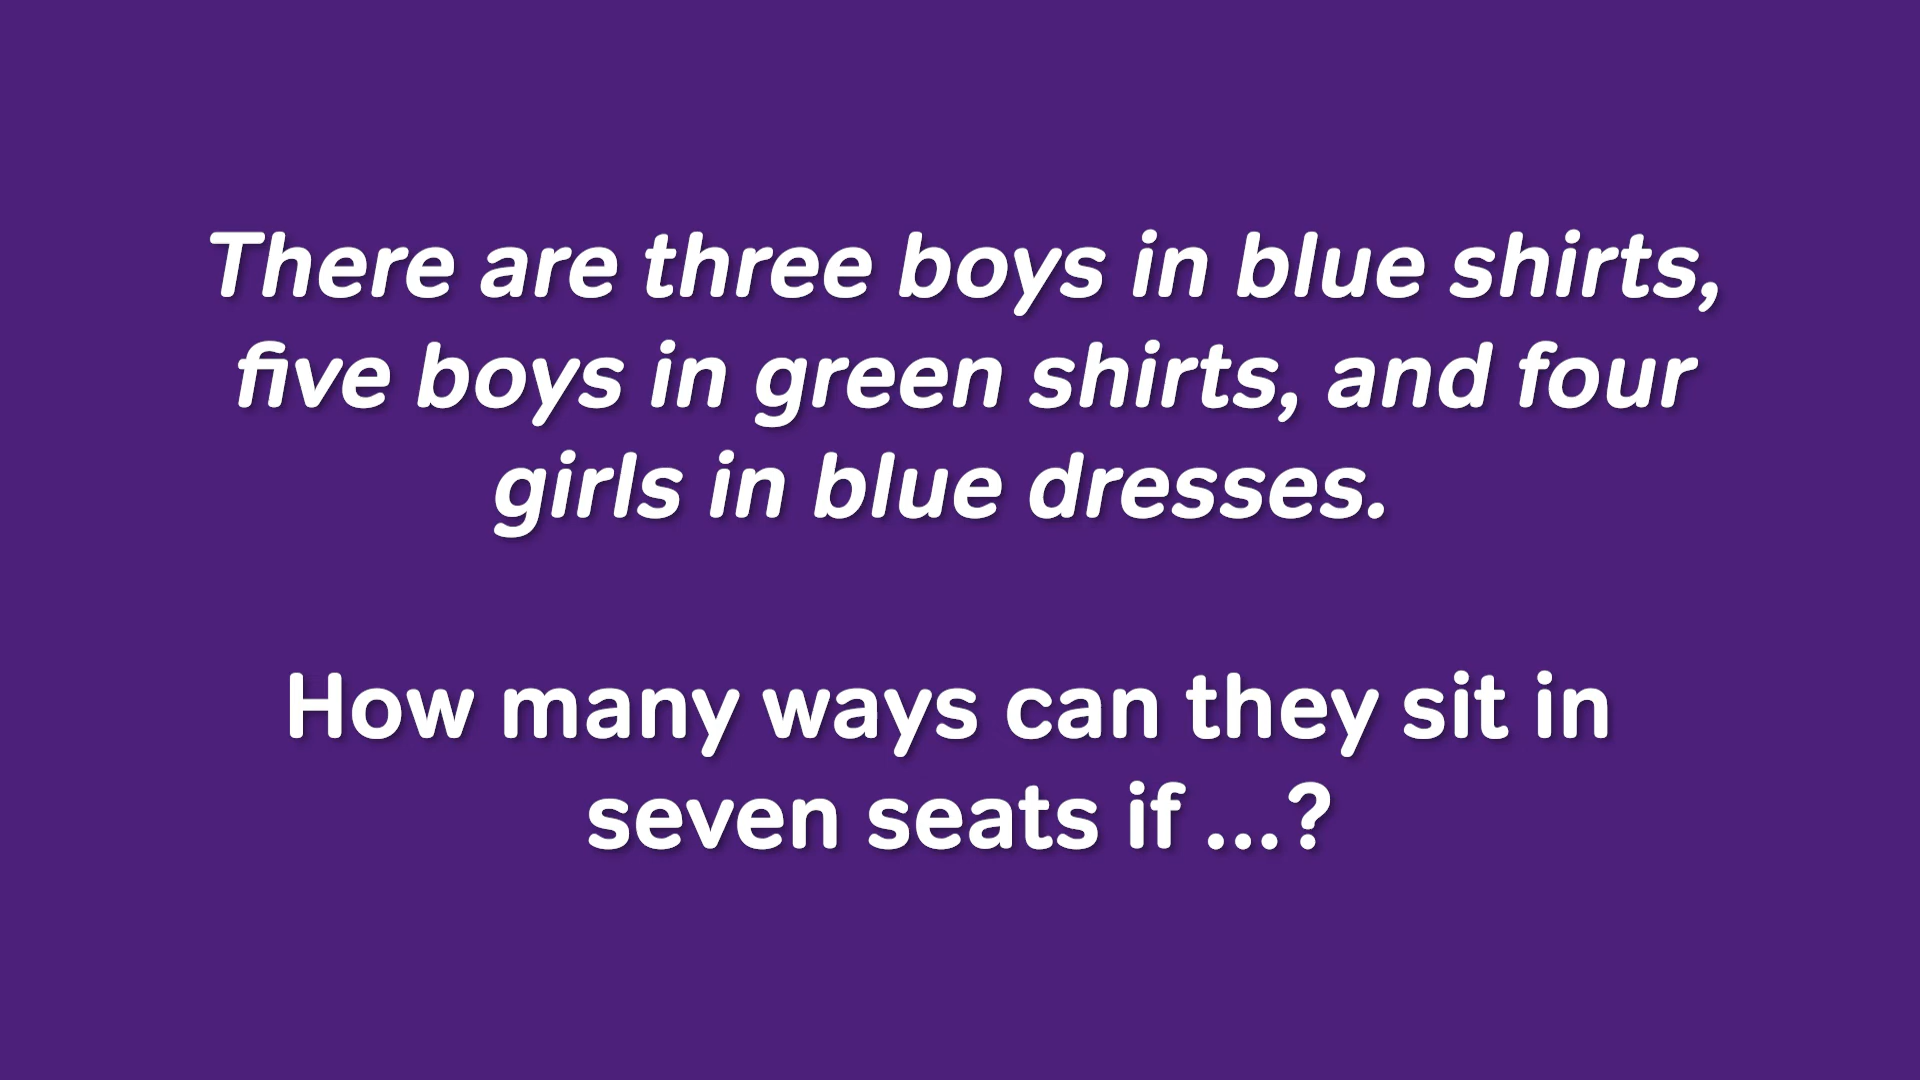 There are three boys in blue shirts,
five boys in green shirts, and four
girls in blue dresses.
How many ways can they sit in
seven seats if ...?